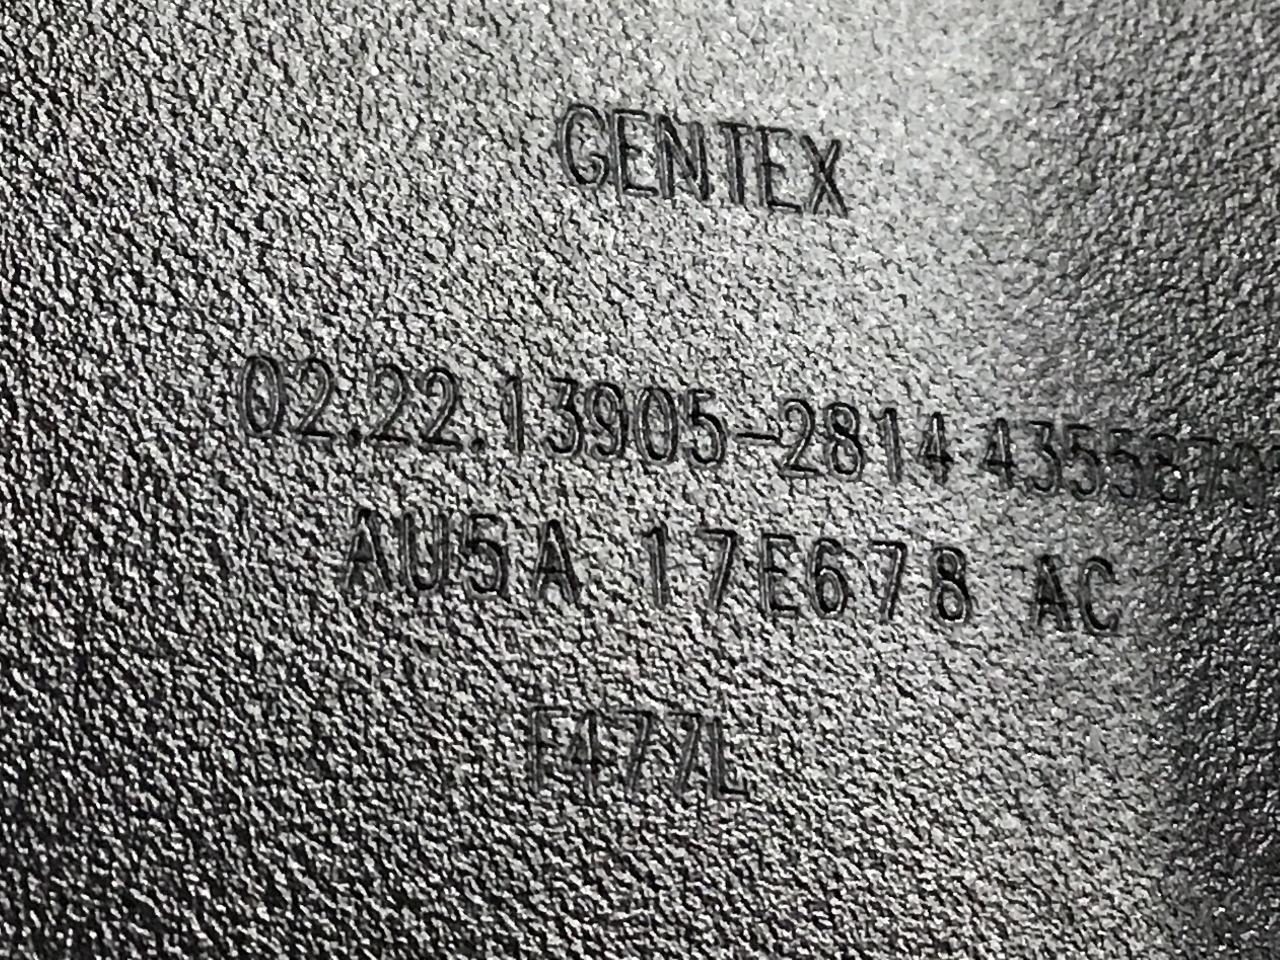 GENTEX
02.22.13905-2814
AU5A 17E678 AC
F477L